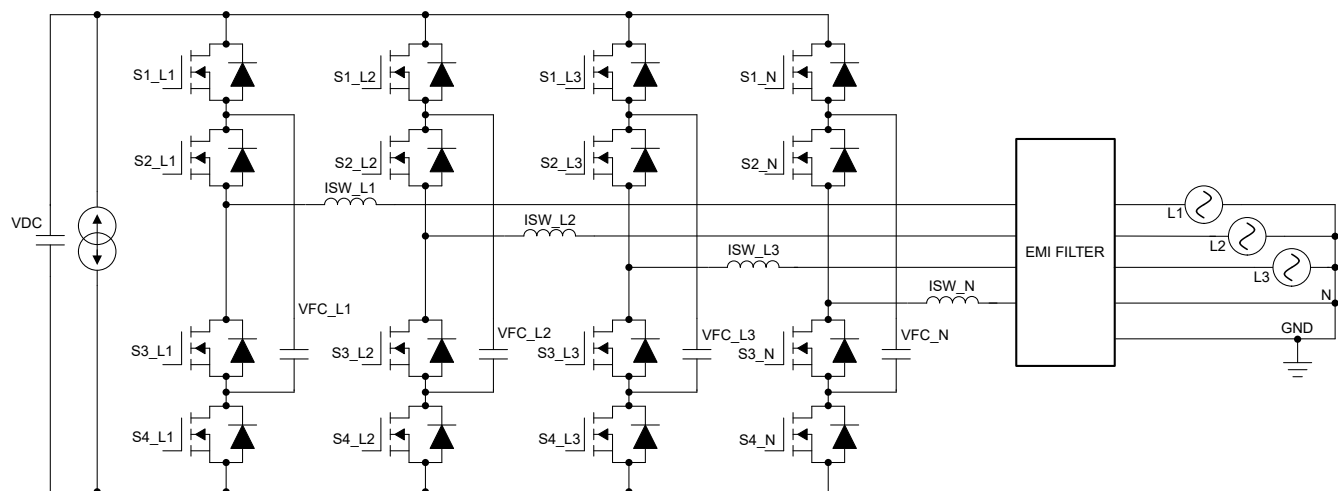 S1_L1
S1_L2
S1_L3
S1_N
S2_L1
S2_L2
S2_L3
S2_N
ISW_L1
L1
VDC
ISW_L2
L2
EMI FILTER
ISW_L3
L3
ISW_N
N
VFC_L1
GND
VFC_L2
VFC_L3
VFC_N
S3_L1
S3_L2
S3_L3
S3_N
S4_L1
S4_L2
S4_L3
S4_N